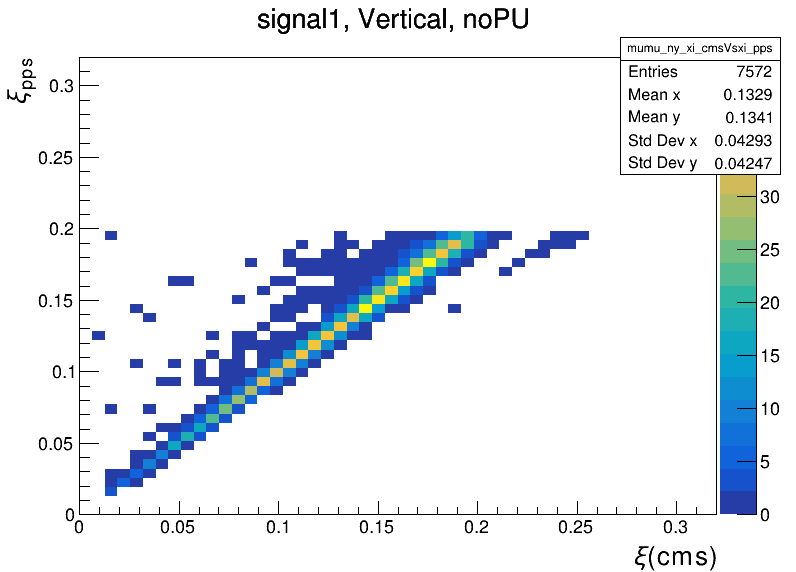 signal1, Vertical, noPU
mumu_ny_xi_cmsVsxi_pps
Entries 7572
Mean x 0.1329
Mean y 0.1341
Std Dev x 0.04293
Std Dev y 0.04247
ξpps
0.3
0.25
0.2
0.15
0.1
0.05
0
30
25
20
15
10
5
0
0 0.05 0.1 0.15 0.2 0.25 0.3
ξ(cms)